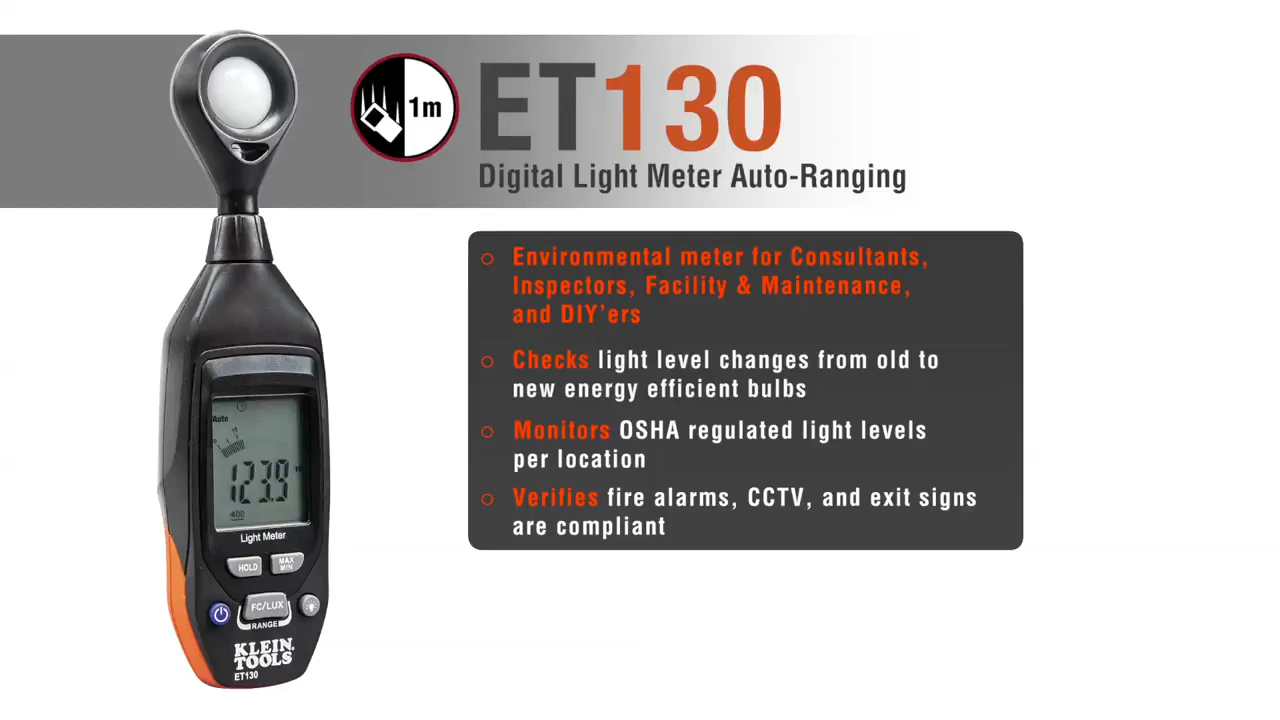 1m
ET130
Digital Light Meter Auto-Ranging
Environmental meter for Consultants,
Inspectors, Facility & Maintenance,
and DIY’ers
Checks light level changes from old to
new energy efficient bulbs
Monitors OSHA regulated light levels
per location
Verifies fire alarms, CCTV, and exit signs
are compliant
Auto
123.9
400
Light Meter
HOLD
MAX
MIN
FC/LUX
RANGE
KLEIN
TOOLS
ET130